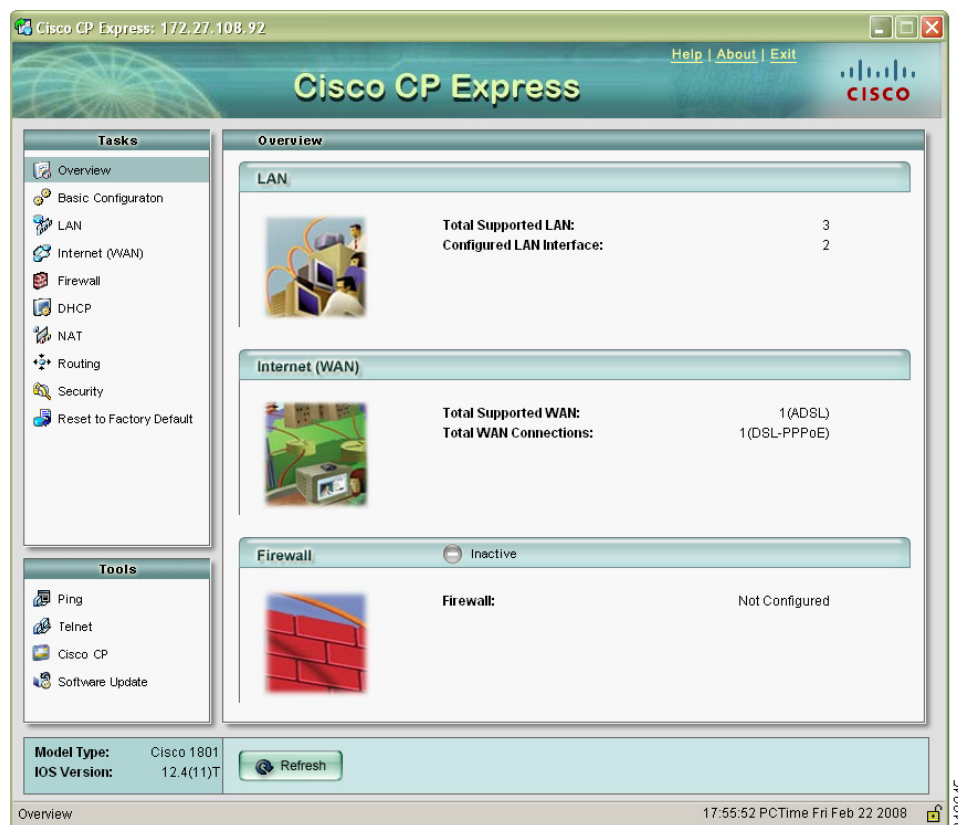 Cisco CP Express: 172.27.108.92
Help | About | Exit
Cisco CP Express
CISCO
Tasks
Overview
Basic Configuraton
LAN
Internet (WAN)
Firewall
DHCP
NAT
Routing
Security
Reset to Factory Default
Tools
Ping
Telnet
Cisco CP
Software Update
Overview
LAN
Total Supported LAN: 3
Configured LAN Interface: 2
Internet (WAN)
Total Supported WAN: 1(ADSL)
Total WAN Connections: 1(DSL-PPPoE)
Firewall Inactive
Firewall: Not Configured
Model Type: Cisco 1801
IOS Version: 12.4(11)T
Refresh
Overview
17:55:52 PCTime Fri Feb 22 2008